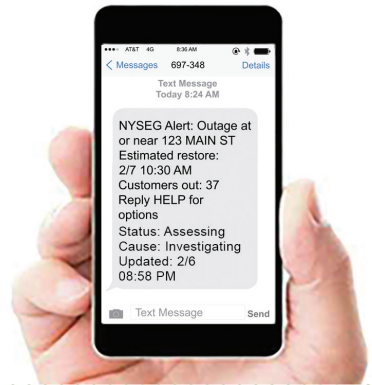 AT&T 4G 8:36 AM
Messages 697-348 Details
Text Message
Today 8:24 AM
NYSEG Alert: Outage at
or near 123 MAIN ST
Estimated restore:
2/7 10:30 AM
Customers out: 37
Reply HELP for
options
Status: Assessing
Cause: Investigating
Updated: 2/6
08:58 PM
Text Message Send